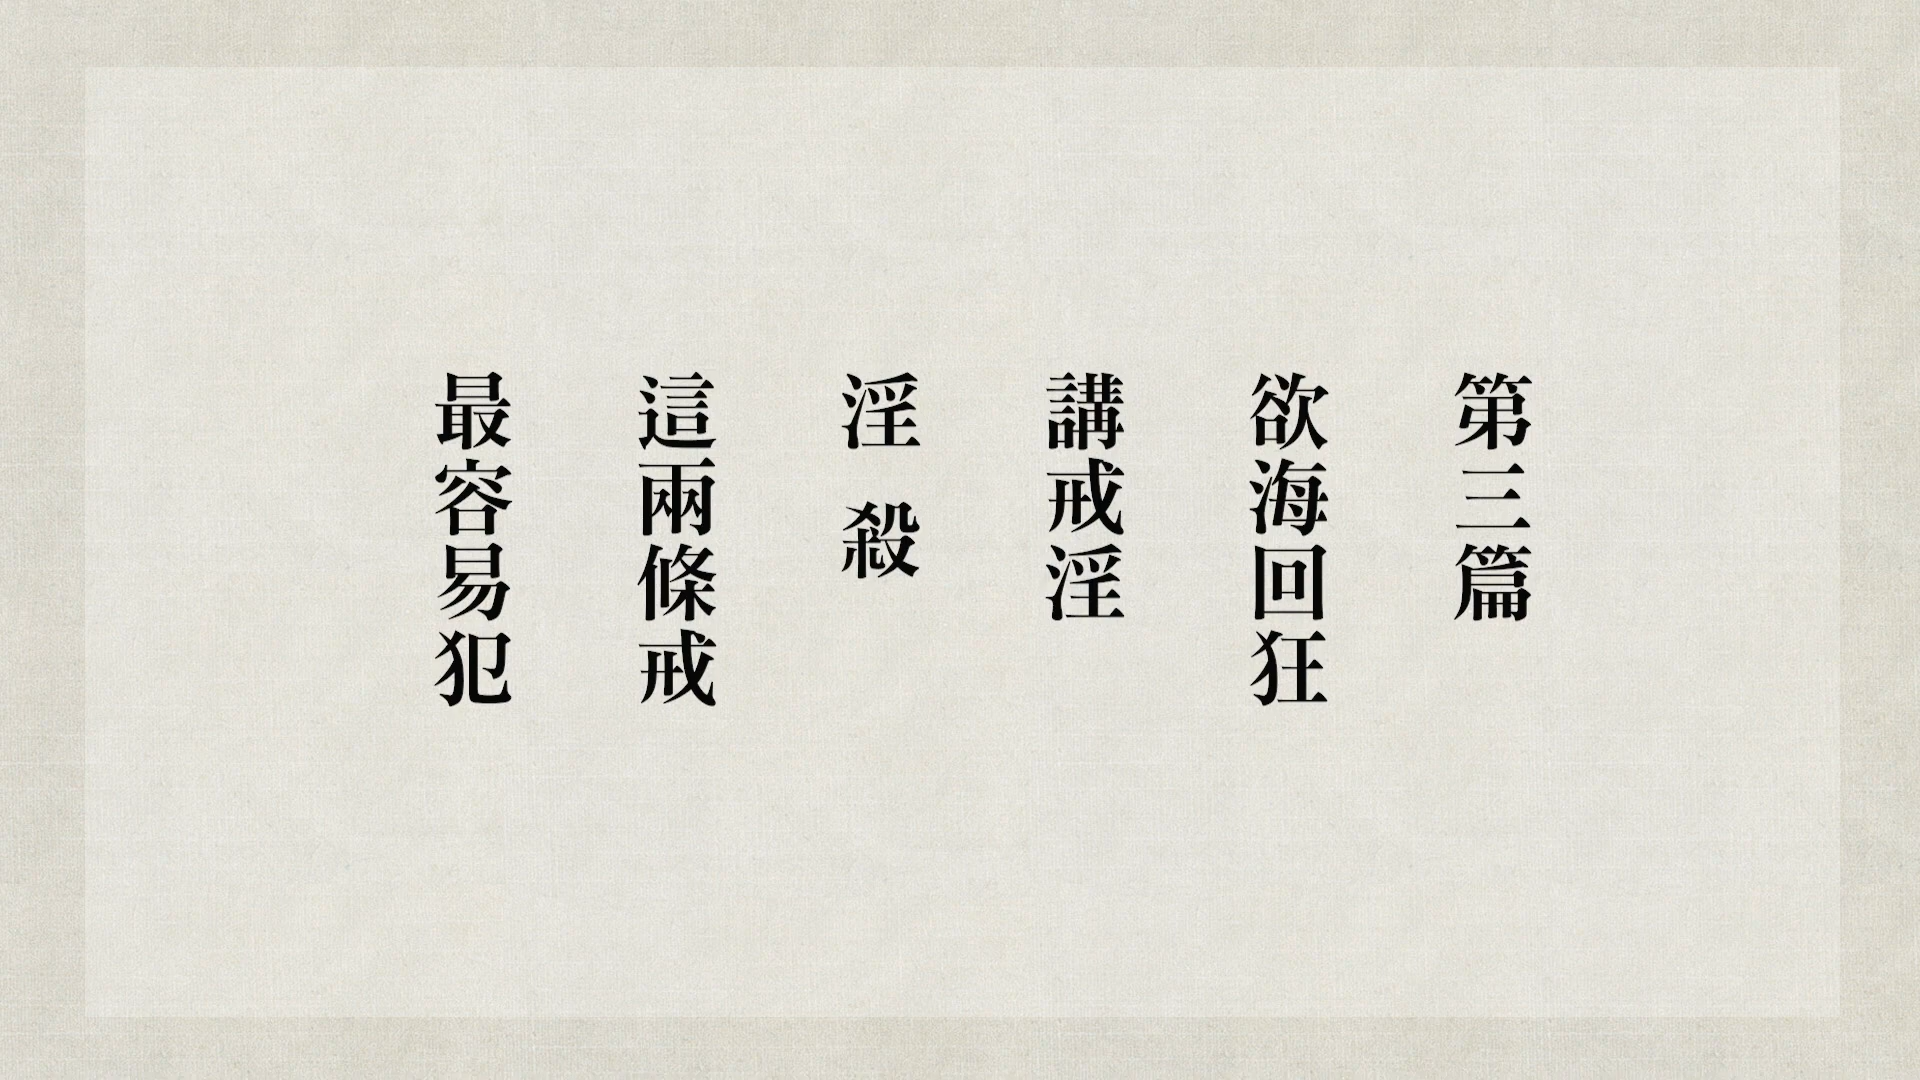 第三篇
欲海回狂
講戒淫
淫 殺
這兩條戒
最容易犯